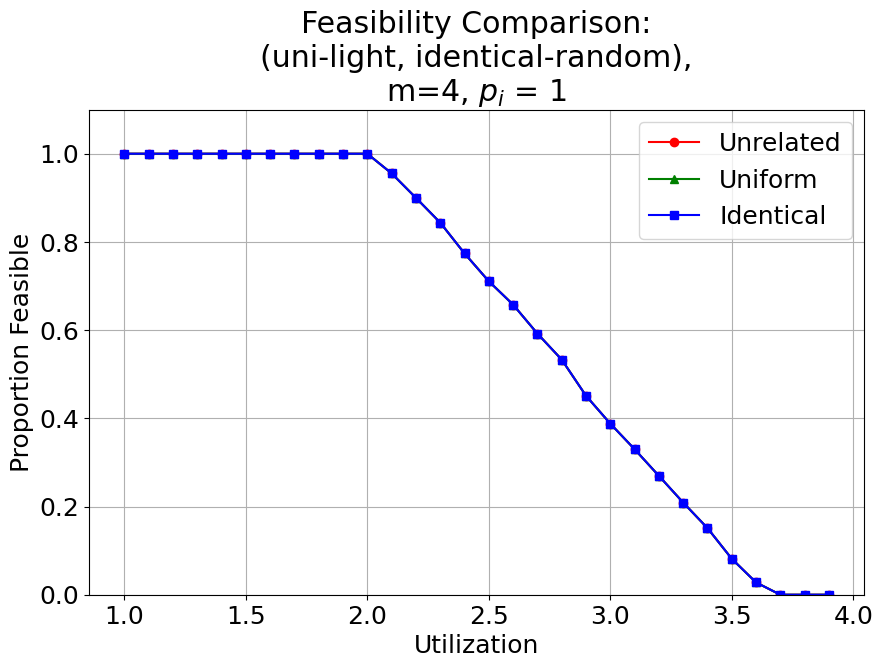 Feasibility Comparison:
(uni-light, identical-random),
m=4, $p_i$ = 1
Unrelated
Uniform
Identical
Proportion Feasible
1.0
0.8
0.6
0.4
0.2
0.0
1.0 1.5 2.0 2.5 3.0 3.5 4.0
Utilization